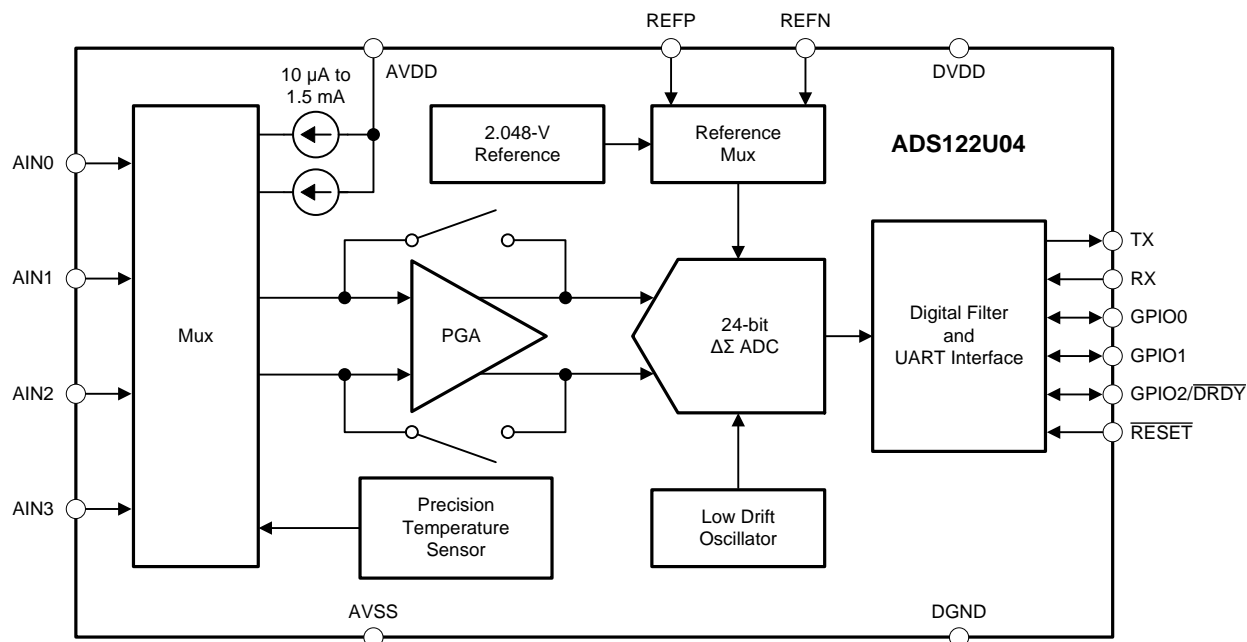 REFP
REFN
AVDD
DVDD
10 µA to
1.5 mA
2.048-V
Reference
Reference
Mux
ADS122U04
AIN0
AIN1
AIN2
AIN3
Mux
PGA
24-bit
ΔΣ ADC
Digital Filter
and
UART Interface
TX
RX
GPIO0
GPIO1
GPIO2/D̅R̅D̅Y̅
R̅E̅S̅E̅T̅
Precision
Temperature
Sensor
Low Drift
Oscillator
AVSS
DGND